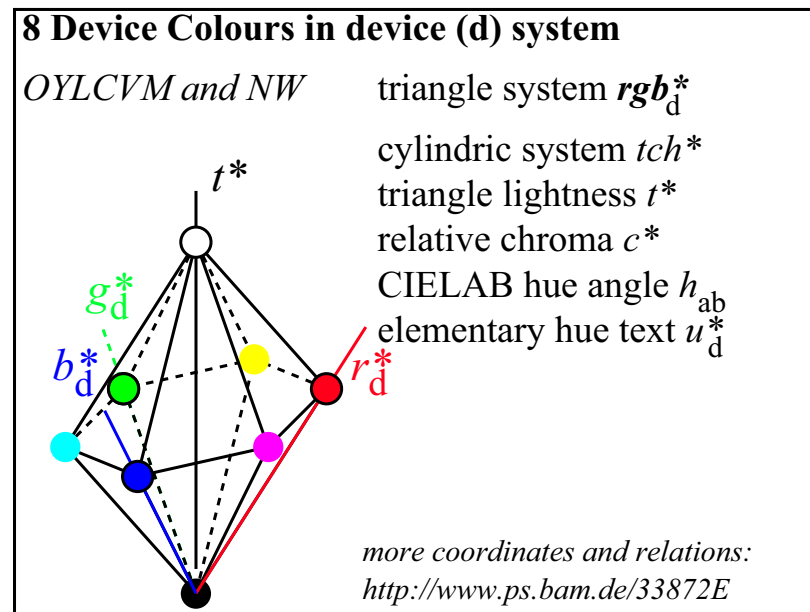 8 Device Colours in device (d) system
OYLCVM and NW
triangle system rgb*d
cylindric system tch*
triangle lightness t*
relative chroma c*
CIELAB hue angle hab
elementary hue text u*d
t*
g*d
b*d
r*d
more coordinates and relations:
http://www.ps.bam.de/33872E